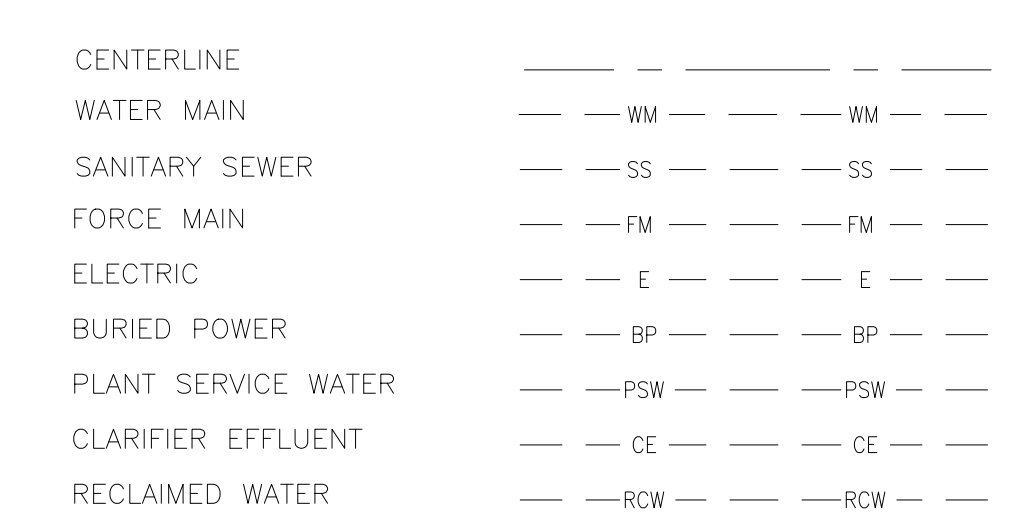 CENTERLINE
WATER MAIN WM WM
SANITARY SEWER SS SS
FORCE MAIN FM FM
ELECTRIC E E
BURIED POWER BP BP
PLANT SERVICE WATER PSW PSW
CLARIFIER EFFLUENT CE CE
RECLAIMED WATER RCW RCW